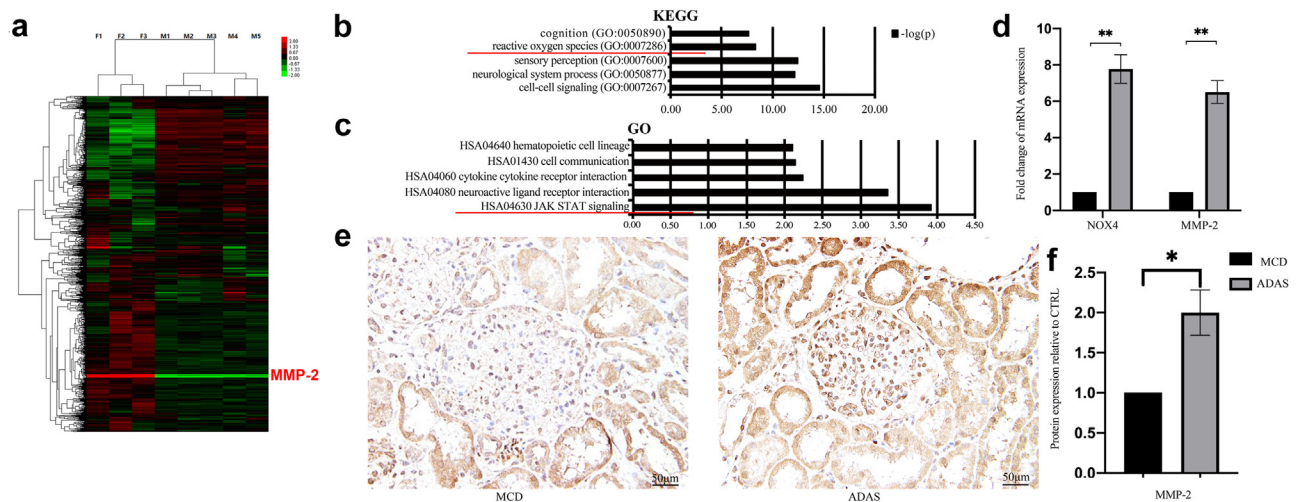 a
F1 F2 F3 M1 M2 M3 M4 M5
2.00
1.33
0.67
0.00
-0.67
-1.33
-2.00
MMP-2
b
KEGG
cognition (GO:0050890)
reactive oxygen species (GO:0007286)
sensory perception (GO:0007600)
neurological system process (GO:0050877)
cell-cell signaling (GO:0007267)
-log(p)
0.00 5.00 10.00 15.00 20.00
c
GO
HSA04640 hematopoietic cell lineage
HSA01430 cell communication
HSA04060 cytokine cytokine receptor interaction
HSA04080 neuroactive ligand receptor interaction
HSA04630 JAK STAT signaling
0.00 0.50 1.00 1.50 2.00 2.50 3.00 3.50 4.00 4.50
d
Fold change of mRNA expression
10
8
6
4
2
0
** **
NOX4 MMP-2
MCD
ADAS
e
50μm
50μm
MCD ADAS
f
Protein expression relative to CTRL
2.5
2.0
1.5
1.0
0.5
0.0
*
MMP-2